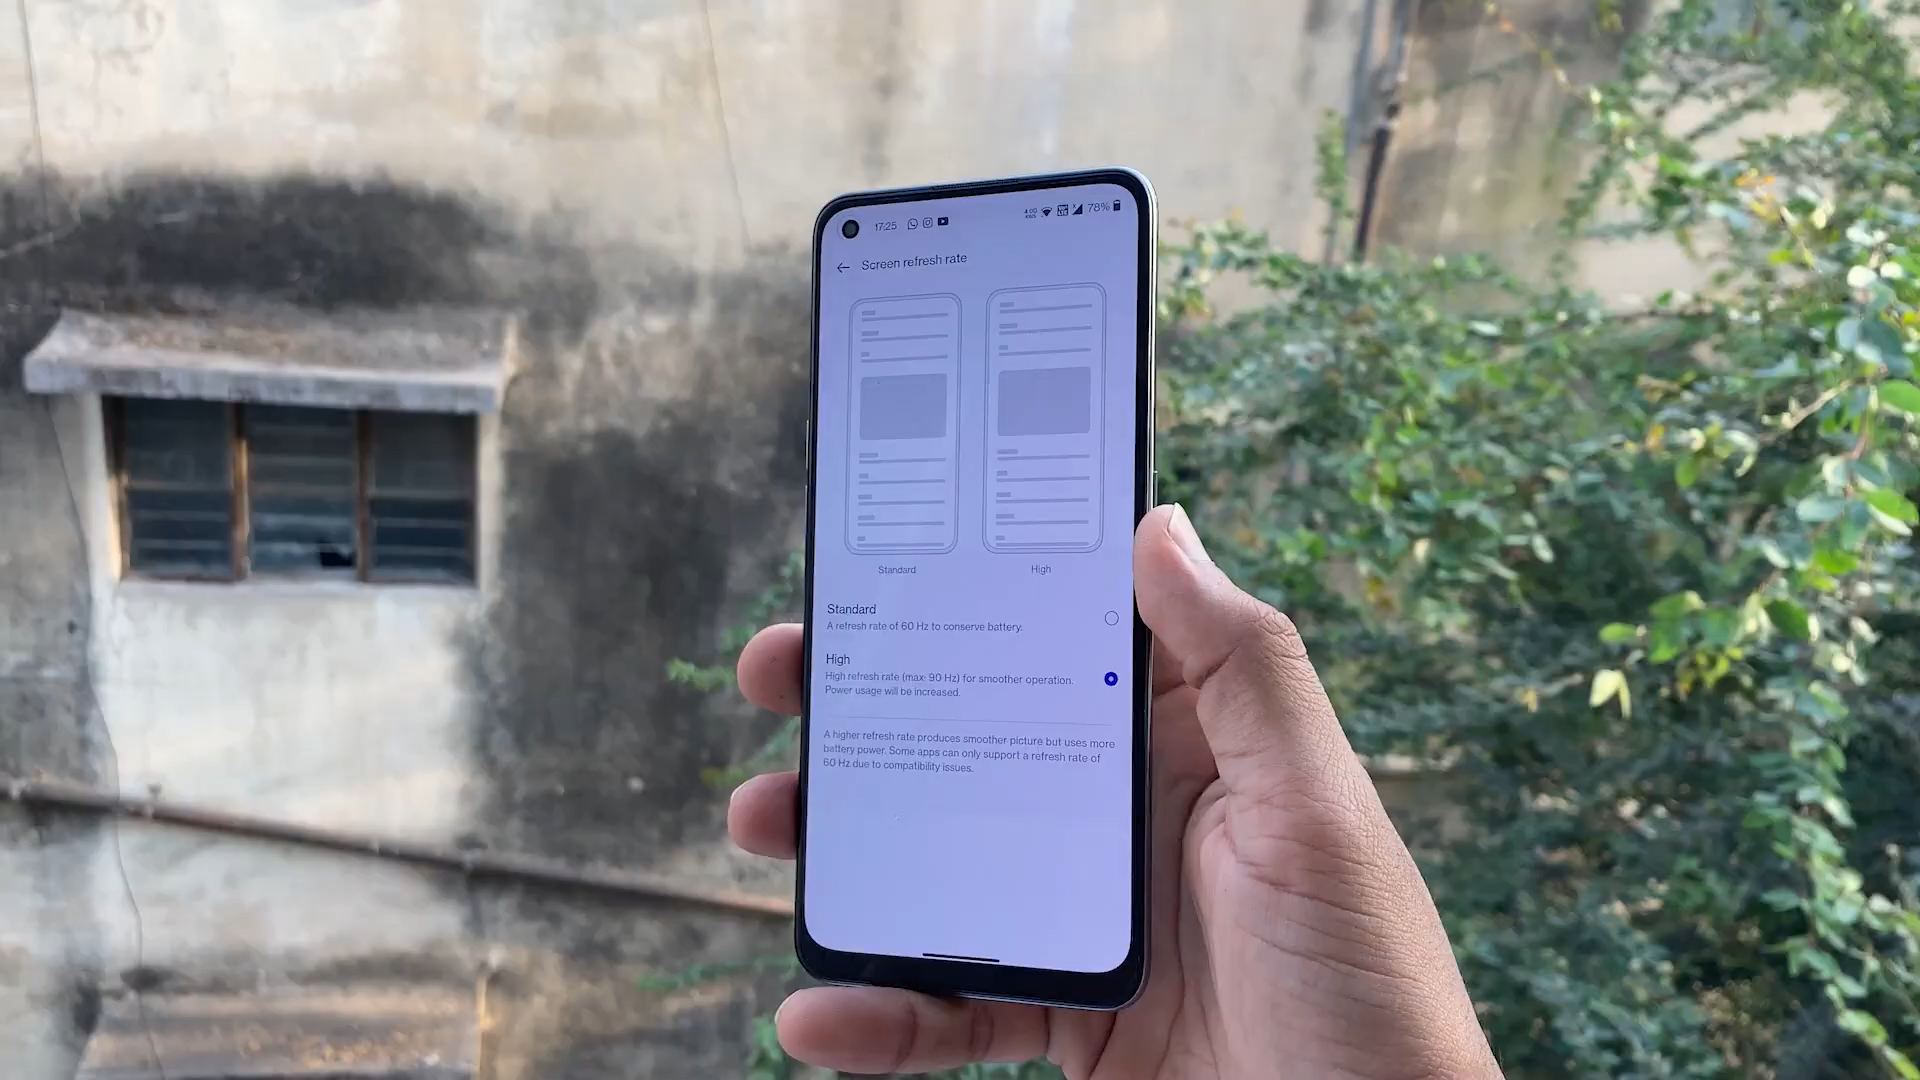 17:25
4.00
78%
Screen refresh rate
Standard
High
Standard
A refresh rate of 60 Hz to conserve battery.
High
High refresh rate (max: 90 Hz) for smoother operation.
Power usage will be increased.
A higher refresh rate produces smoother picture but uses more
battery power. Some apps can only support a refresh rate of
60 Hz due to compatibility issues.